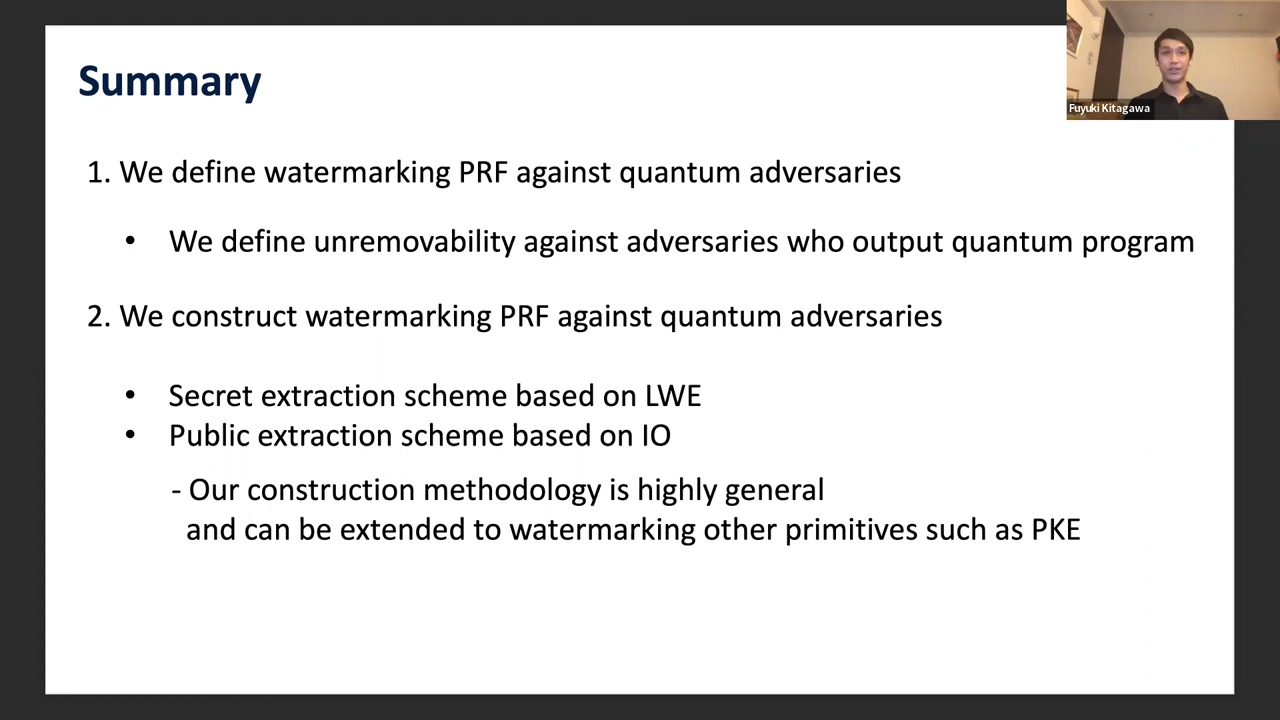 Summary
Fuyuki Kitagawa
1. We define watermarking PRF against quantum adversaries
• We define unremovability against adversaries who output quantum program
2. We construct watermarking PRF against quantum adversaries
• Secret extraction scheme based on LWE
• Public extraction scheme based on IO
- Our construction methodology is highly general
and can be extended to watermarking other primitives such as PKE